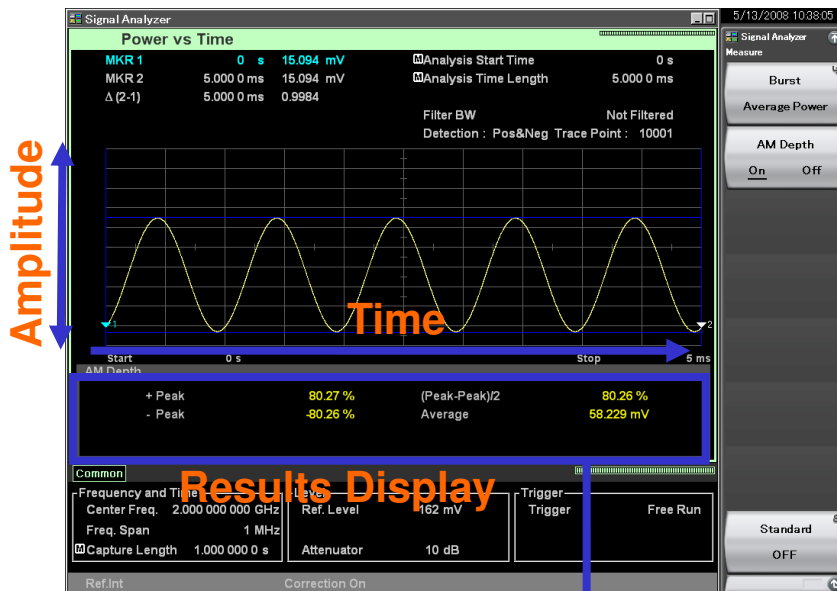 Signal Analyzer
5/13/2008 10:38:05
Power vs Time
MKR 1 0 s 15.094 mV
MKR 2 5.000 0 ms 15.094 mV
Δ (2-1) 5.000 0 ms 0.9984
M Analysis Start Time 0 s
M Analysis Time Length 5.000 0 ms
Filter BW Not Filtered
Detection : Pos&Neg Trace Point : 10001
Amplitude
1
2
Time
Start 0 s Stop 5 ms
AM Depth
+ Peak 80.27 % (Peak-Peak)/2 80.26 %
- Peak -80.26 % Average 58.229 mV
Results Display
Common
Frequency and Time
Center Freq. 2.000 000 000 GHz
Freq. Span 1 MHz
M Capture Length 1.000 000 0 s
Level
Ref. Level 162 mV
Attenuator 10 dB
Trigger
Trigger Free Run
Ref.Int Correction On
Signal Analyzer
Measure
Burst
Average Power
AM Depth
On Off
Standard
OFF